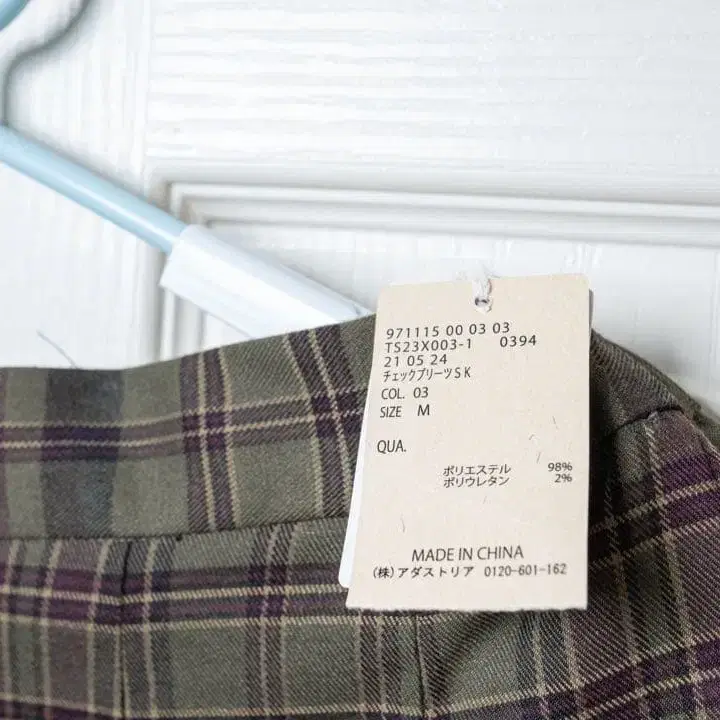 971115 00 03 03
TS23X003-1 0394
21 05 24
チェックプリーツSK
COL. 03
SIZE M
QUA.
ポリエステル 98%
ポリウレタン 2%
MADE IN CHINA
(株)アダストリア 0120-601-162